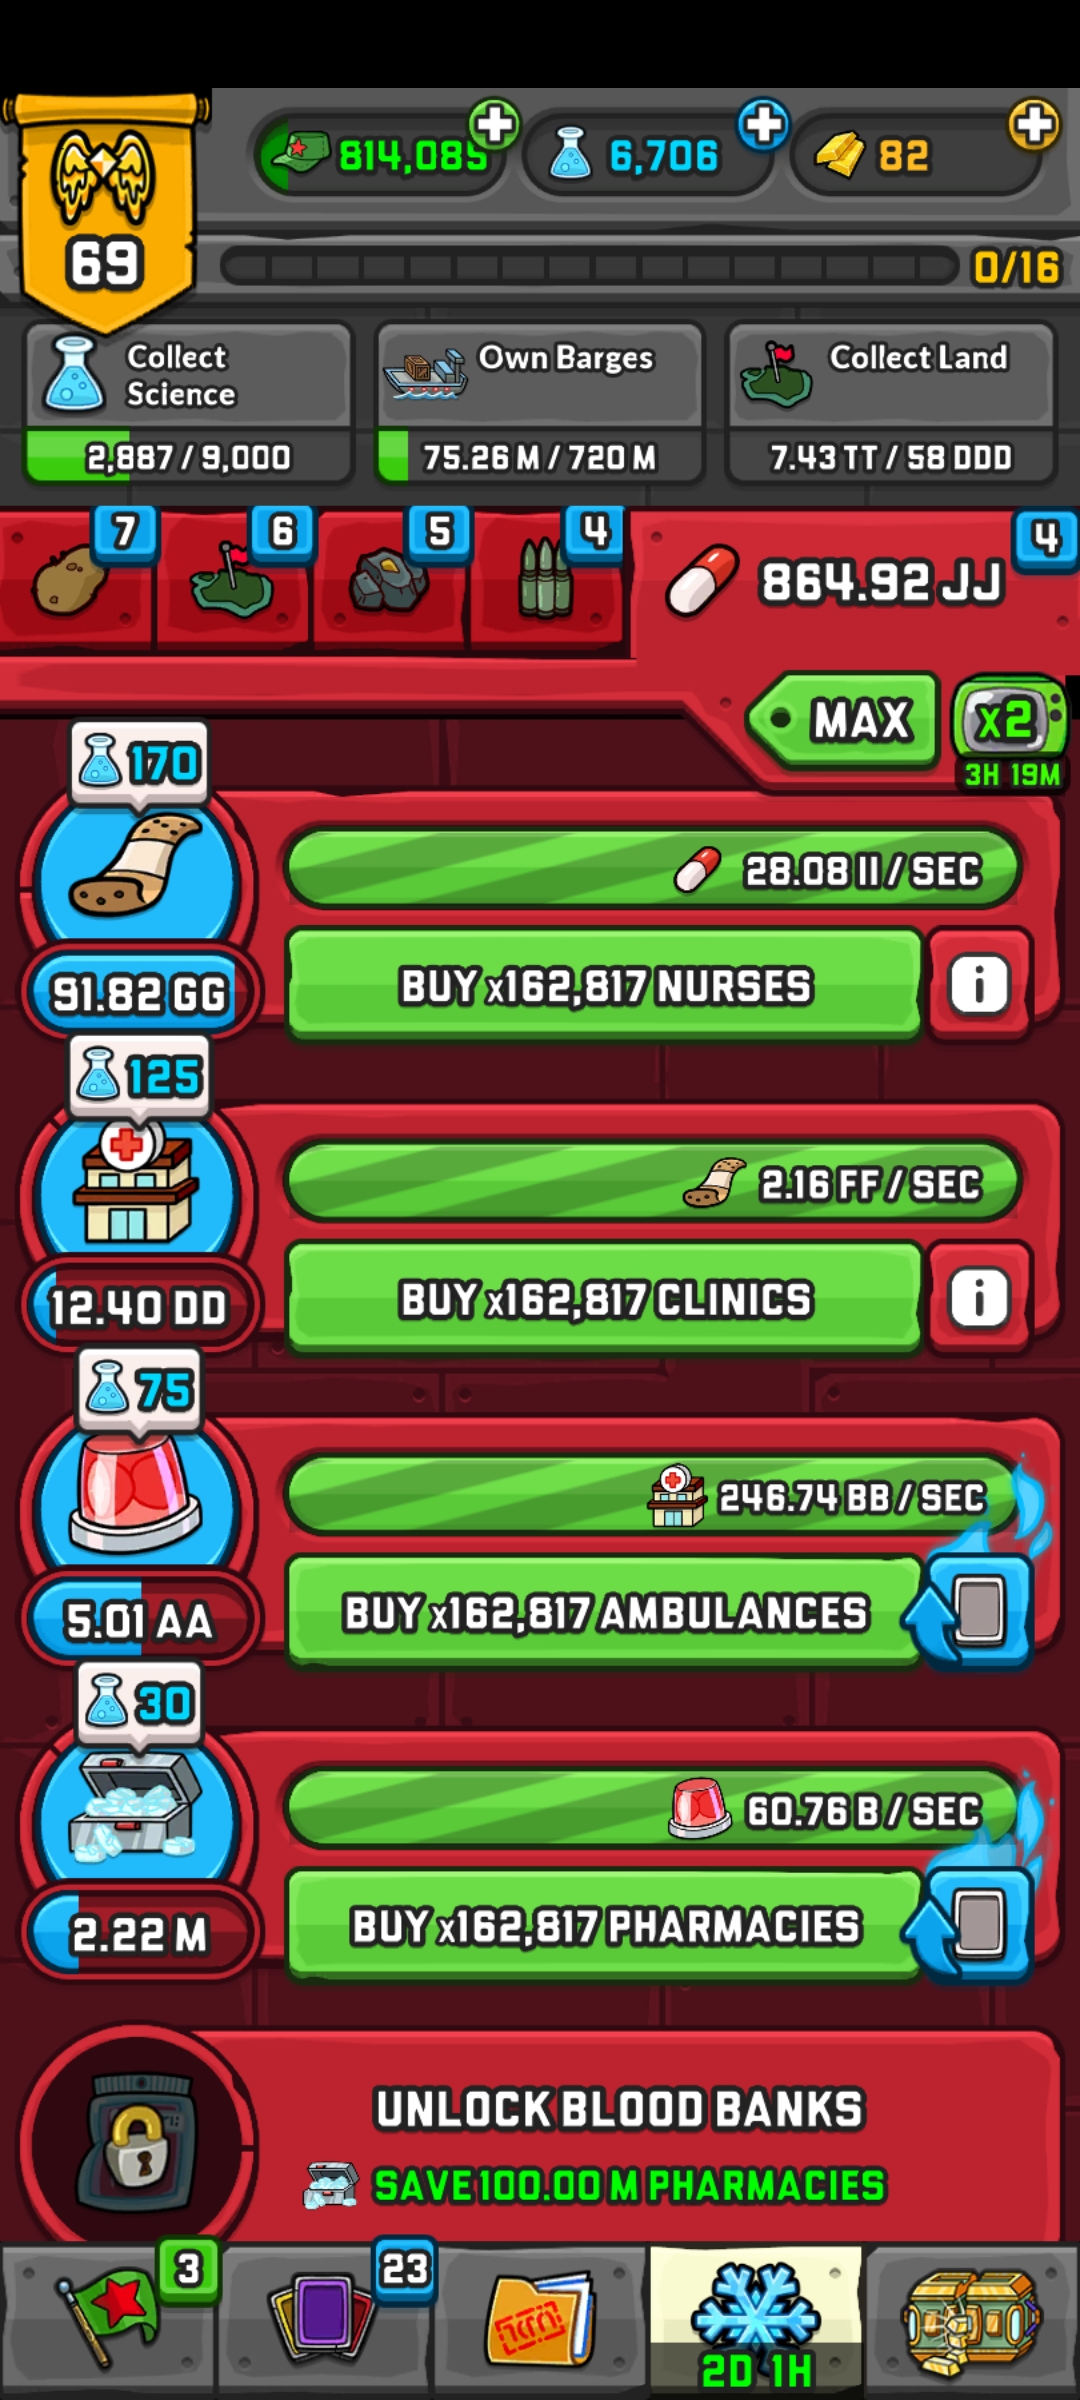 814,085
6,706
82
69
0/16
Collect
Science
2,887 / 9,000
Own Barges
75.26 M / 720 M
Collect Land
7.43 TT / 58 DDD
7
6
5
4
864.92 JJ
4
MAX
x2
3H 19M
170
28.08 II / SEC
91.82 GG
BUY x162,817 NURSES
i
125
2.16 FF / SEC
12.40 DD
BUY x162,817 CLINICS
i
75
246.74 BB / SEC
5.01 AA
BUY x162,817 AMBULANCES
30
60.76 B / SEC
2.22 M
BUY x162,817 PHARMACIES
UNLOCK BLOOD BANKS
SAVE 100.00 M PHARMACIES
3
23
2D 1H